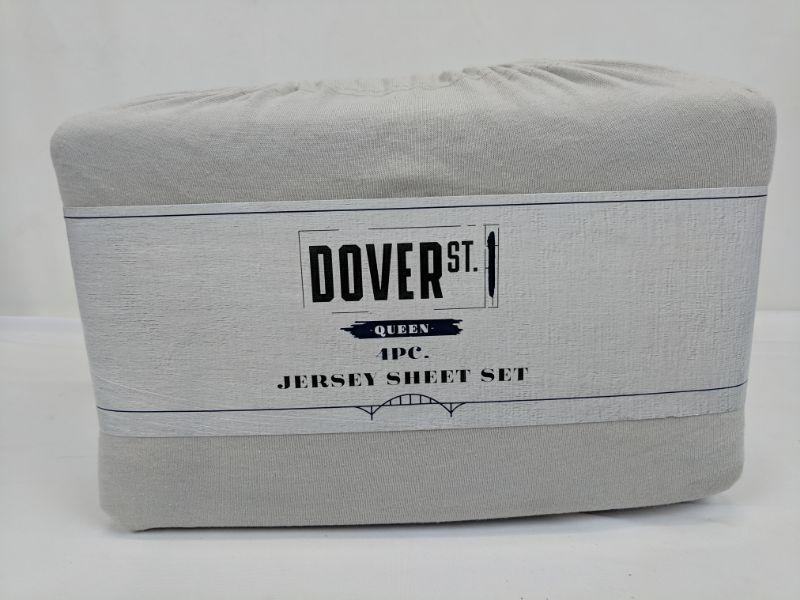 DOVER ST.
QUEEN
4PC.
JERSEY SHEET SET